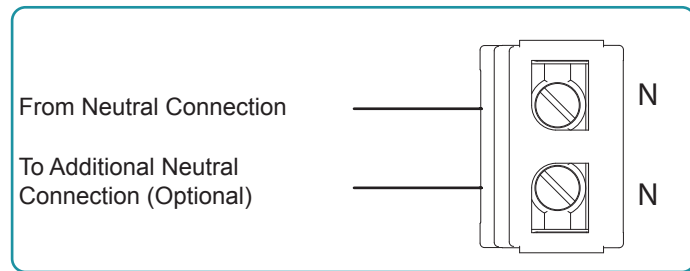 From Neutral Connection
N
To Additional Neutral
Connection (Optional)
N